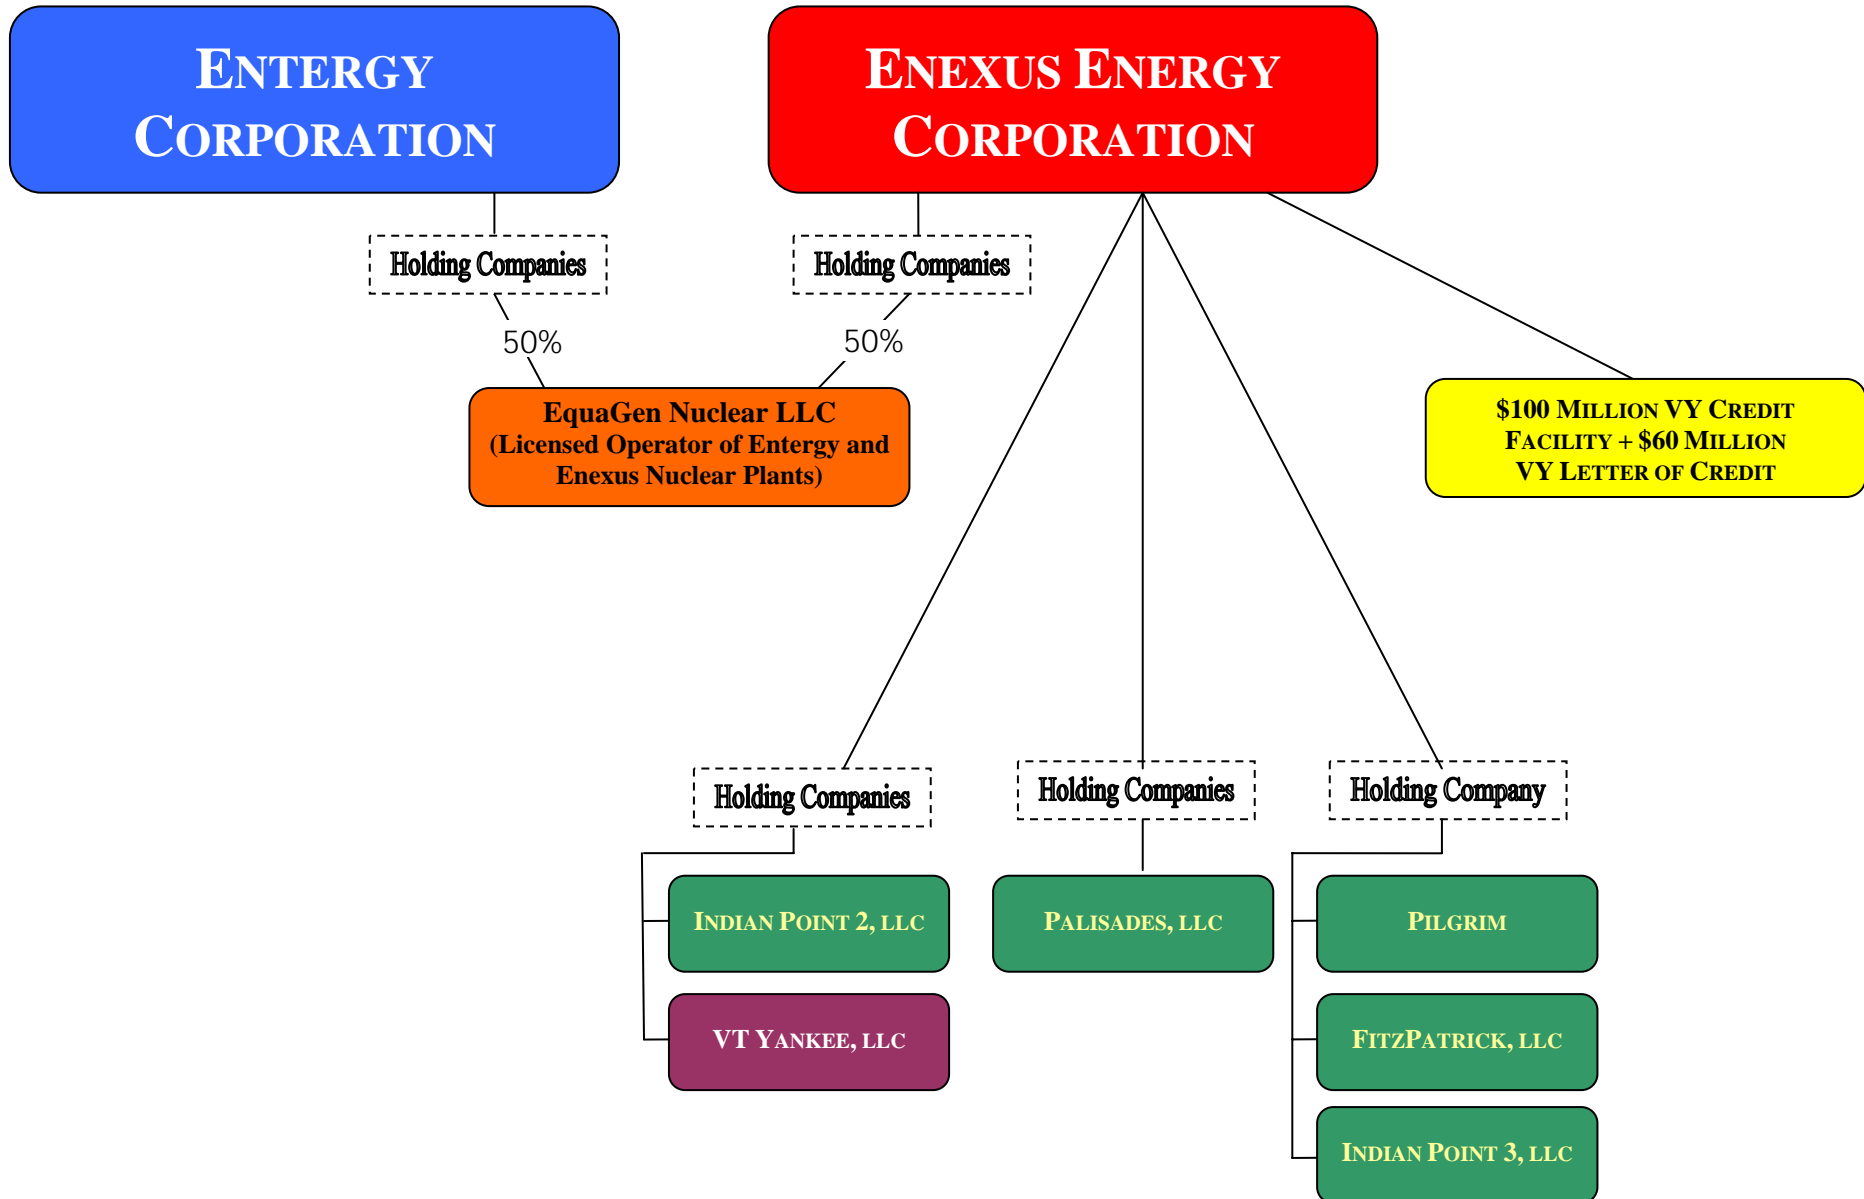 ENTERGY
CORPORATION
ENEXUS ENERGY
CORPORATION
Holding Companies
Holding Companies
50%
50%
EquaGen Nuclear LLC
(Licensed Operator of Entergy and
Enexus Nuclear Plants)
$100 MILLION VY CREDIT
FACILITY + $60 MILLION
VY LETTER OF CREDIT
Holding Companies
Holding Companies
Holding Company
INDIAN POINT 2, LLC
PALISADES, LLC
PILGRIM
VT YANKEE, LLC
FITZPATRICK, LLC
INDIAN POINT 3, LLC